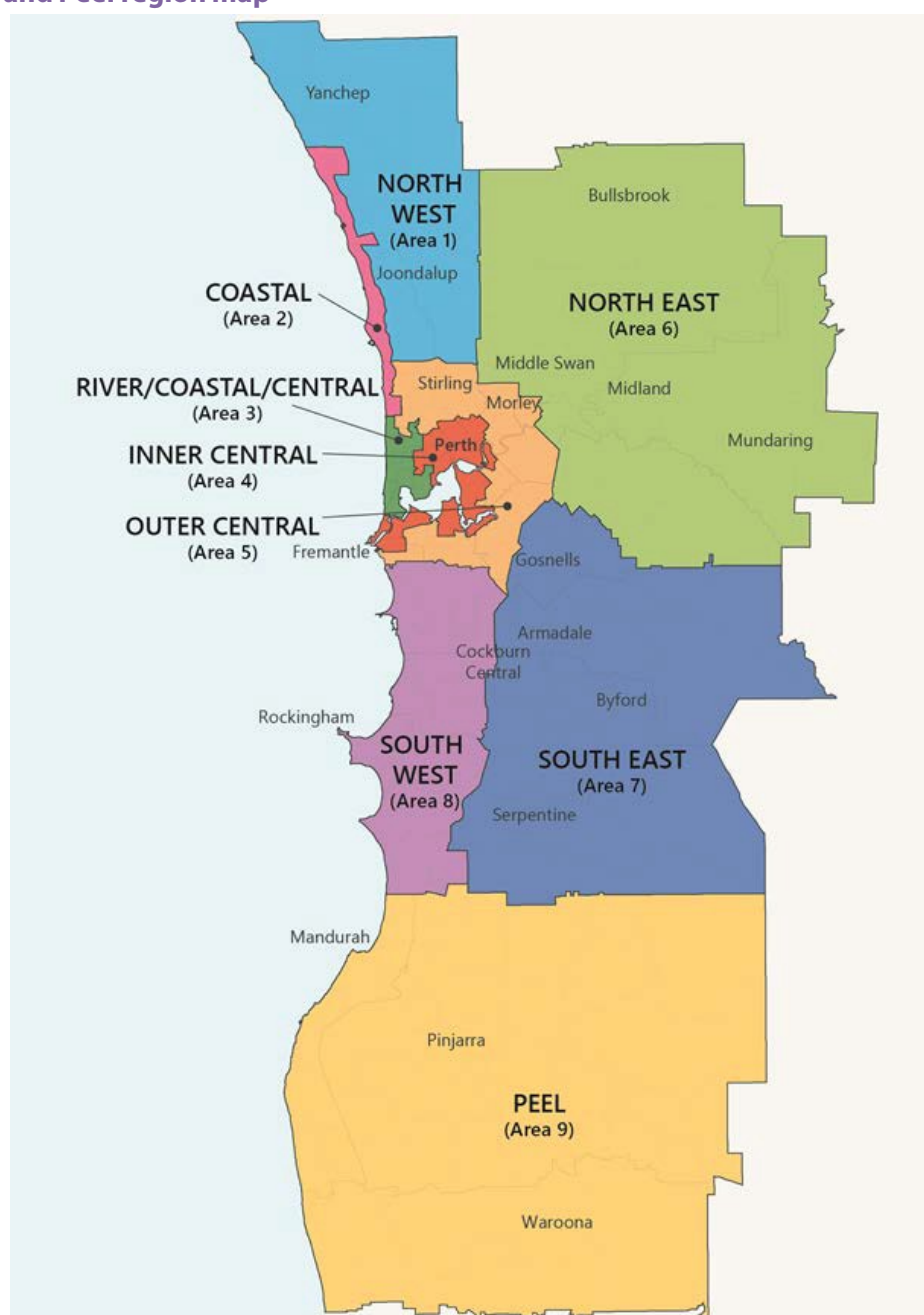 and Peel region map
Yanchep
NORTH
WEST
(Area 1)
Bullsbrook
Joondalup
COASTAL
(Area 2)
NORTH EAST
(Area 6)
Middle Swan
Stirling
Midland
RIVER/COASTAL/CENTRAL
(Area 3)
Morley
Perth
Mundaring
INNER CENTRAL
(Area 4)
OUTER CENTRAL
(Area 5)
Fremantle
Gosnells
Armadale
Cockburn
Central
Byford
Rockingham
SOUTH
WEST
(Area 8)
SOUTH EAST
(Area 7)
Serpentine
Mandurah
Pinjarra
PEEL
(Area 9)
Waroona